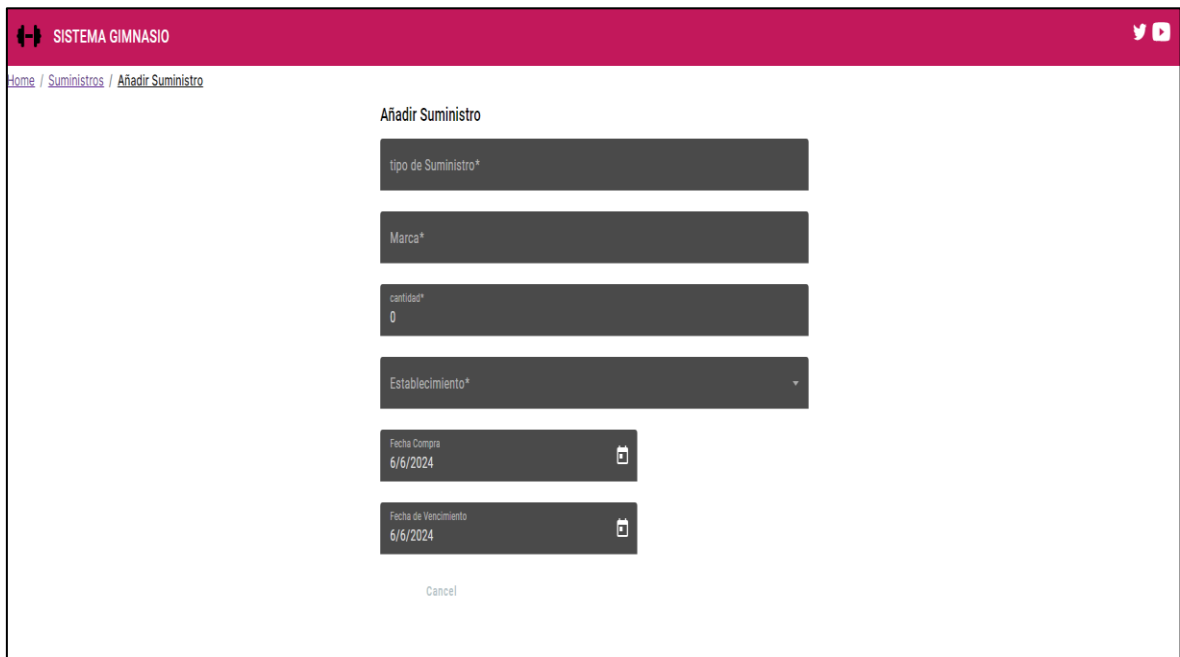 SISTEMA GIMNASIO
Home / Suministros / Añadir Suministro
Añadir Suministro
tipo de Suministro*
Marca*
cantidad*
0
Establecimiento*
Fecha Compra
6/6/2024
Fecha de Vencimiento
6/6/2024
Cancel